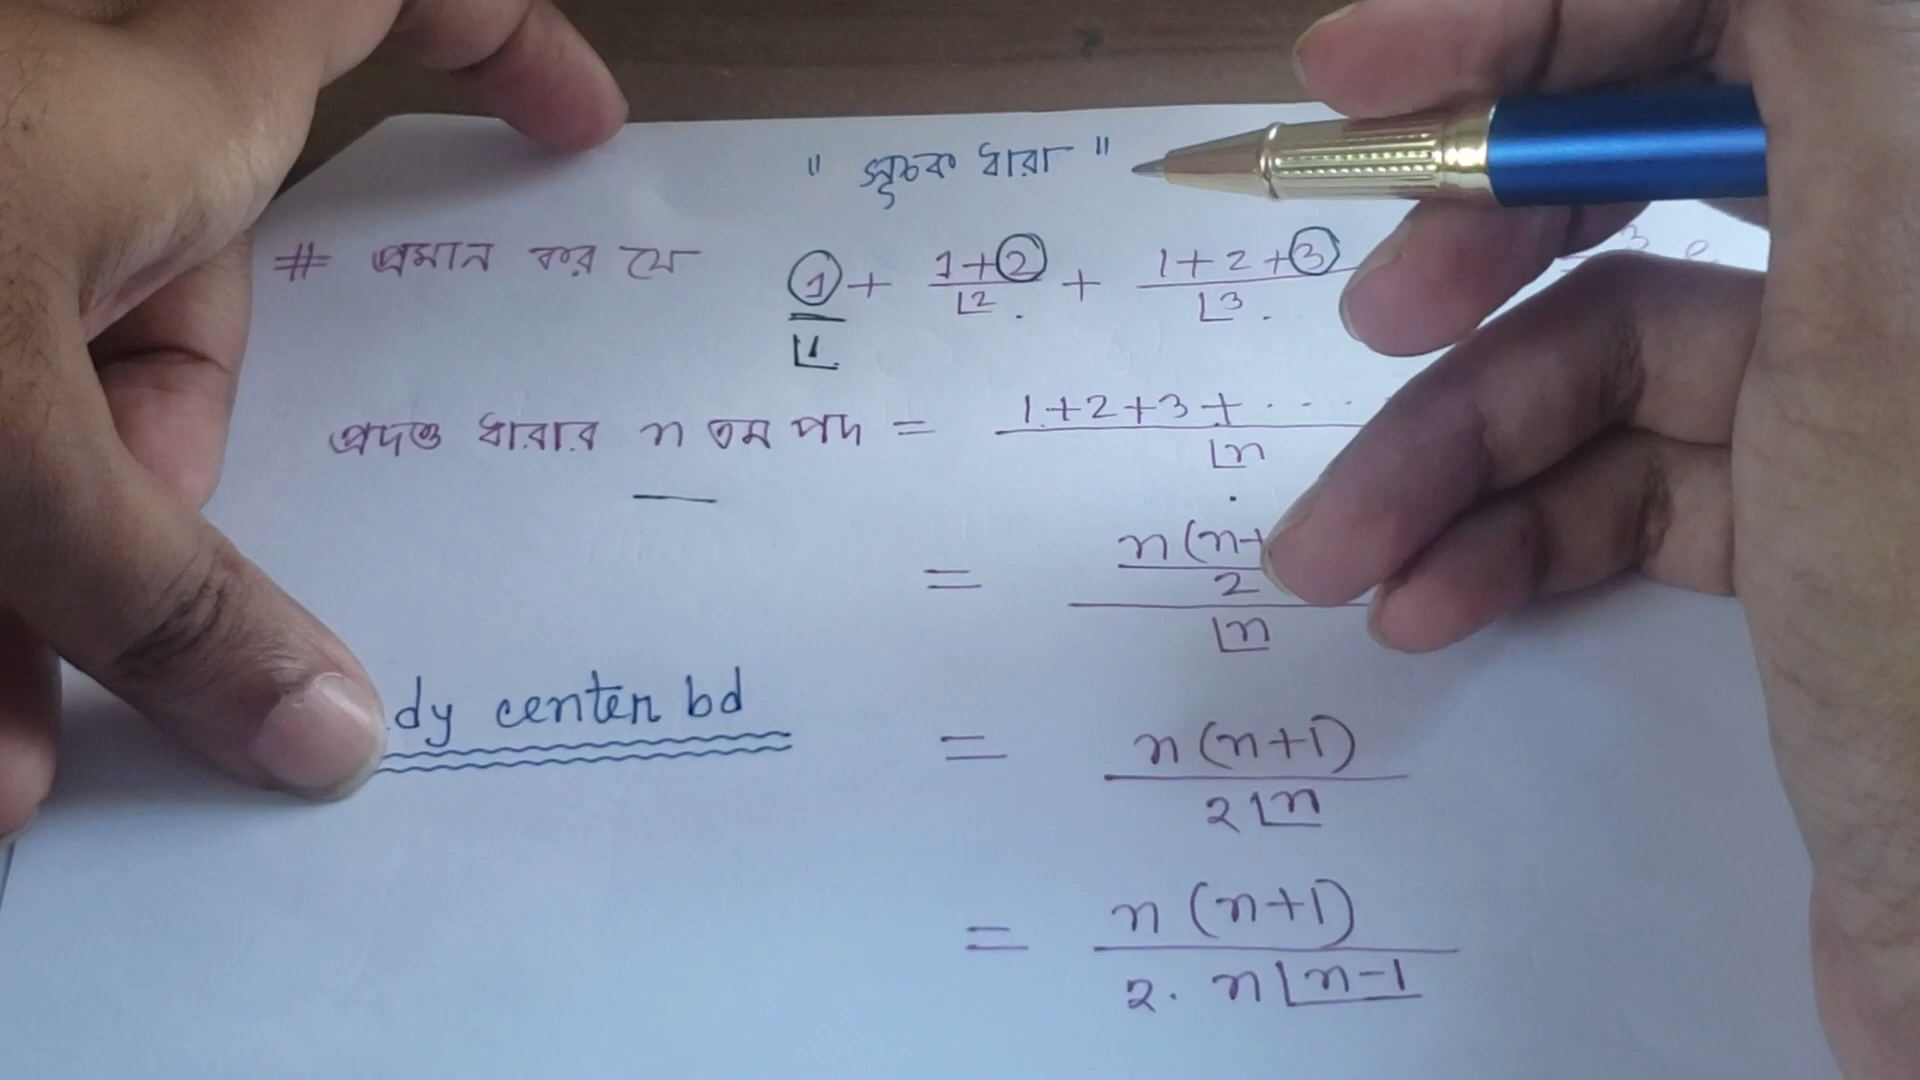 " সূচক ধারা "
# প্রমান কর যে 1/∟1 + 1+2/∟2 + 1+2+3/∟3
প্রদত্ত ধারার n তম পদ = 1+2+3+..../∟n
= n(n+/2 / ∟n
dy center bd
= n(n+1)/2∟n
= n(n+1)/2. n∟n-1